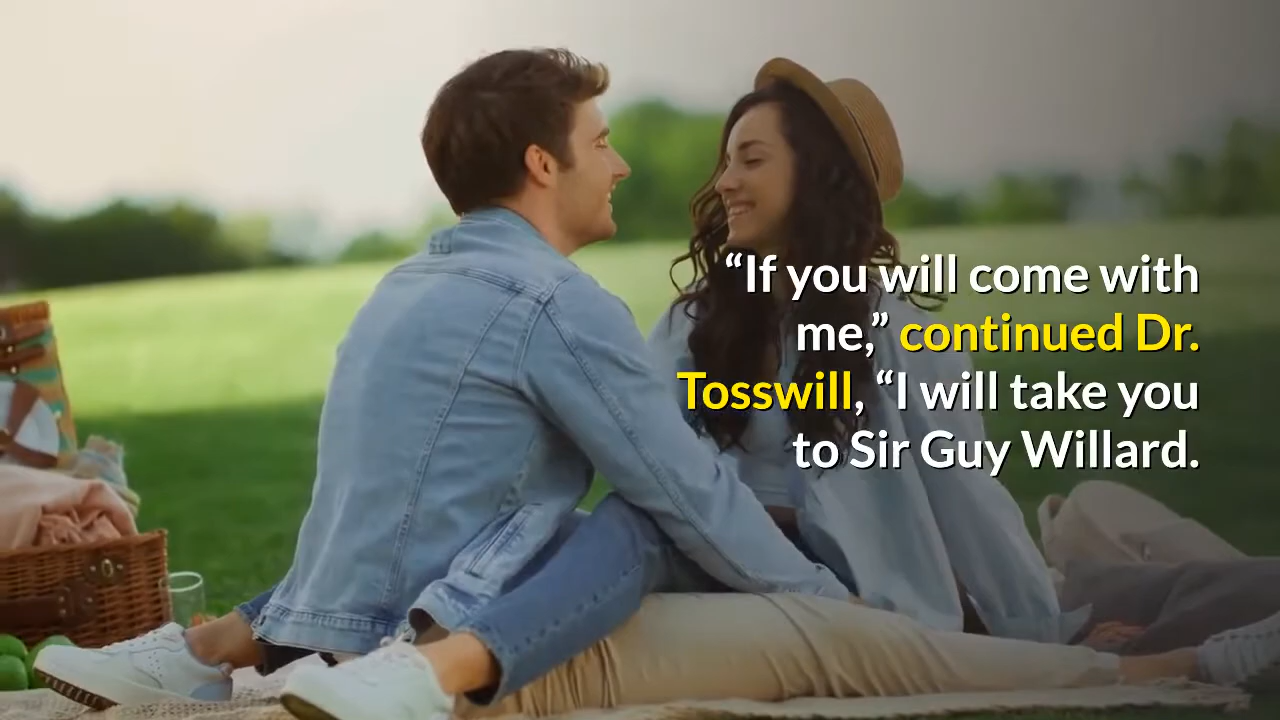 “If you will come with
me,” continued Dr.
Tosswill, “I will take you
to Sir Guy Willard.